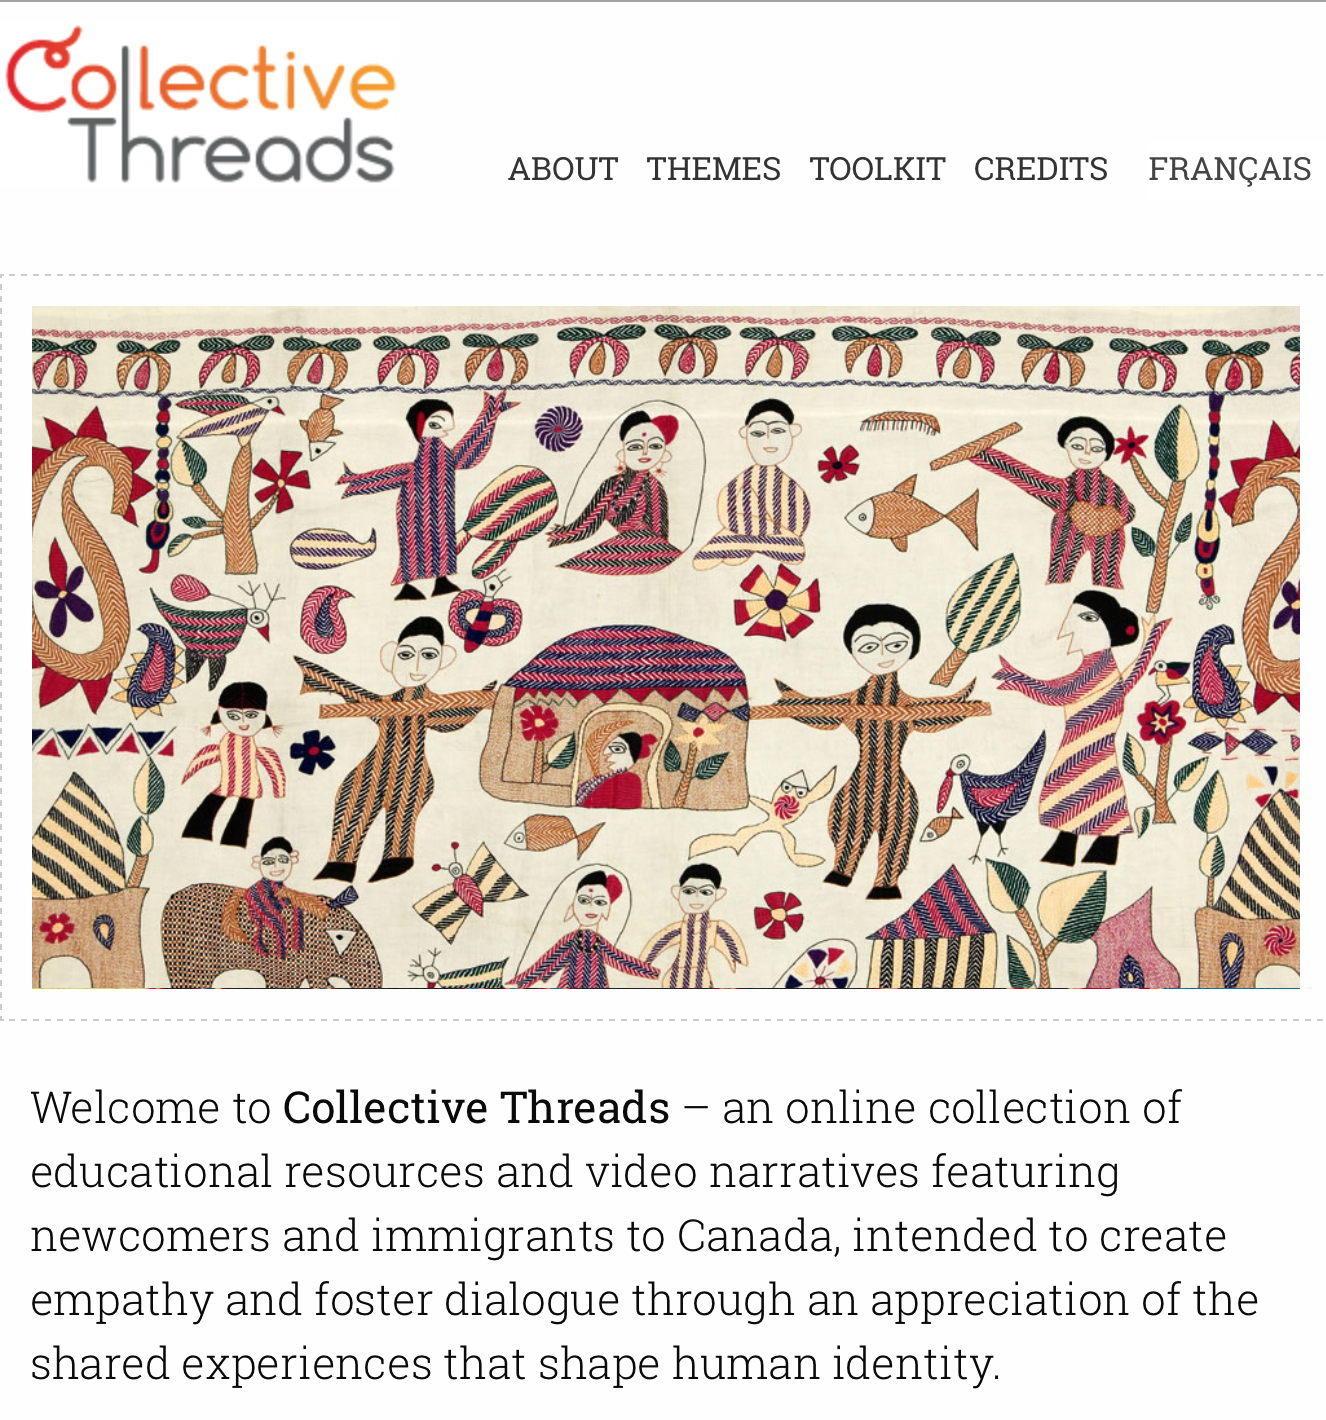 Collective
Threads
ABOUT THEMES TOOLKIT CREDITS FRANÇAIS
Welcome to Collective Threads – an online collection of
educational resources and video narratives featuring
newcomers and immigrants to Canada, intended to create
empathy and foster dialogue through an appreciation of the
shared experiences that shape human identity.